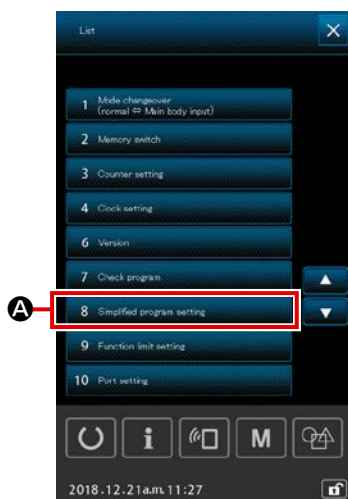 List
1 Mode changeover
(normal ⇔ Main body input)
2 Memory switch
3 Counter setting
4 Clock setting
6 Version
7 Check program
A
8 Simplified program setting
9 Function limit setting
10 Port setting
i
M
2018.12.21a.m.11:27